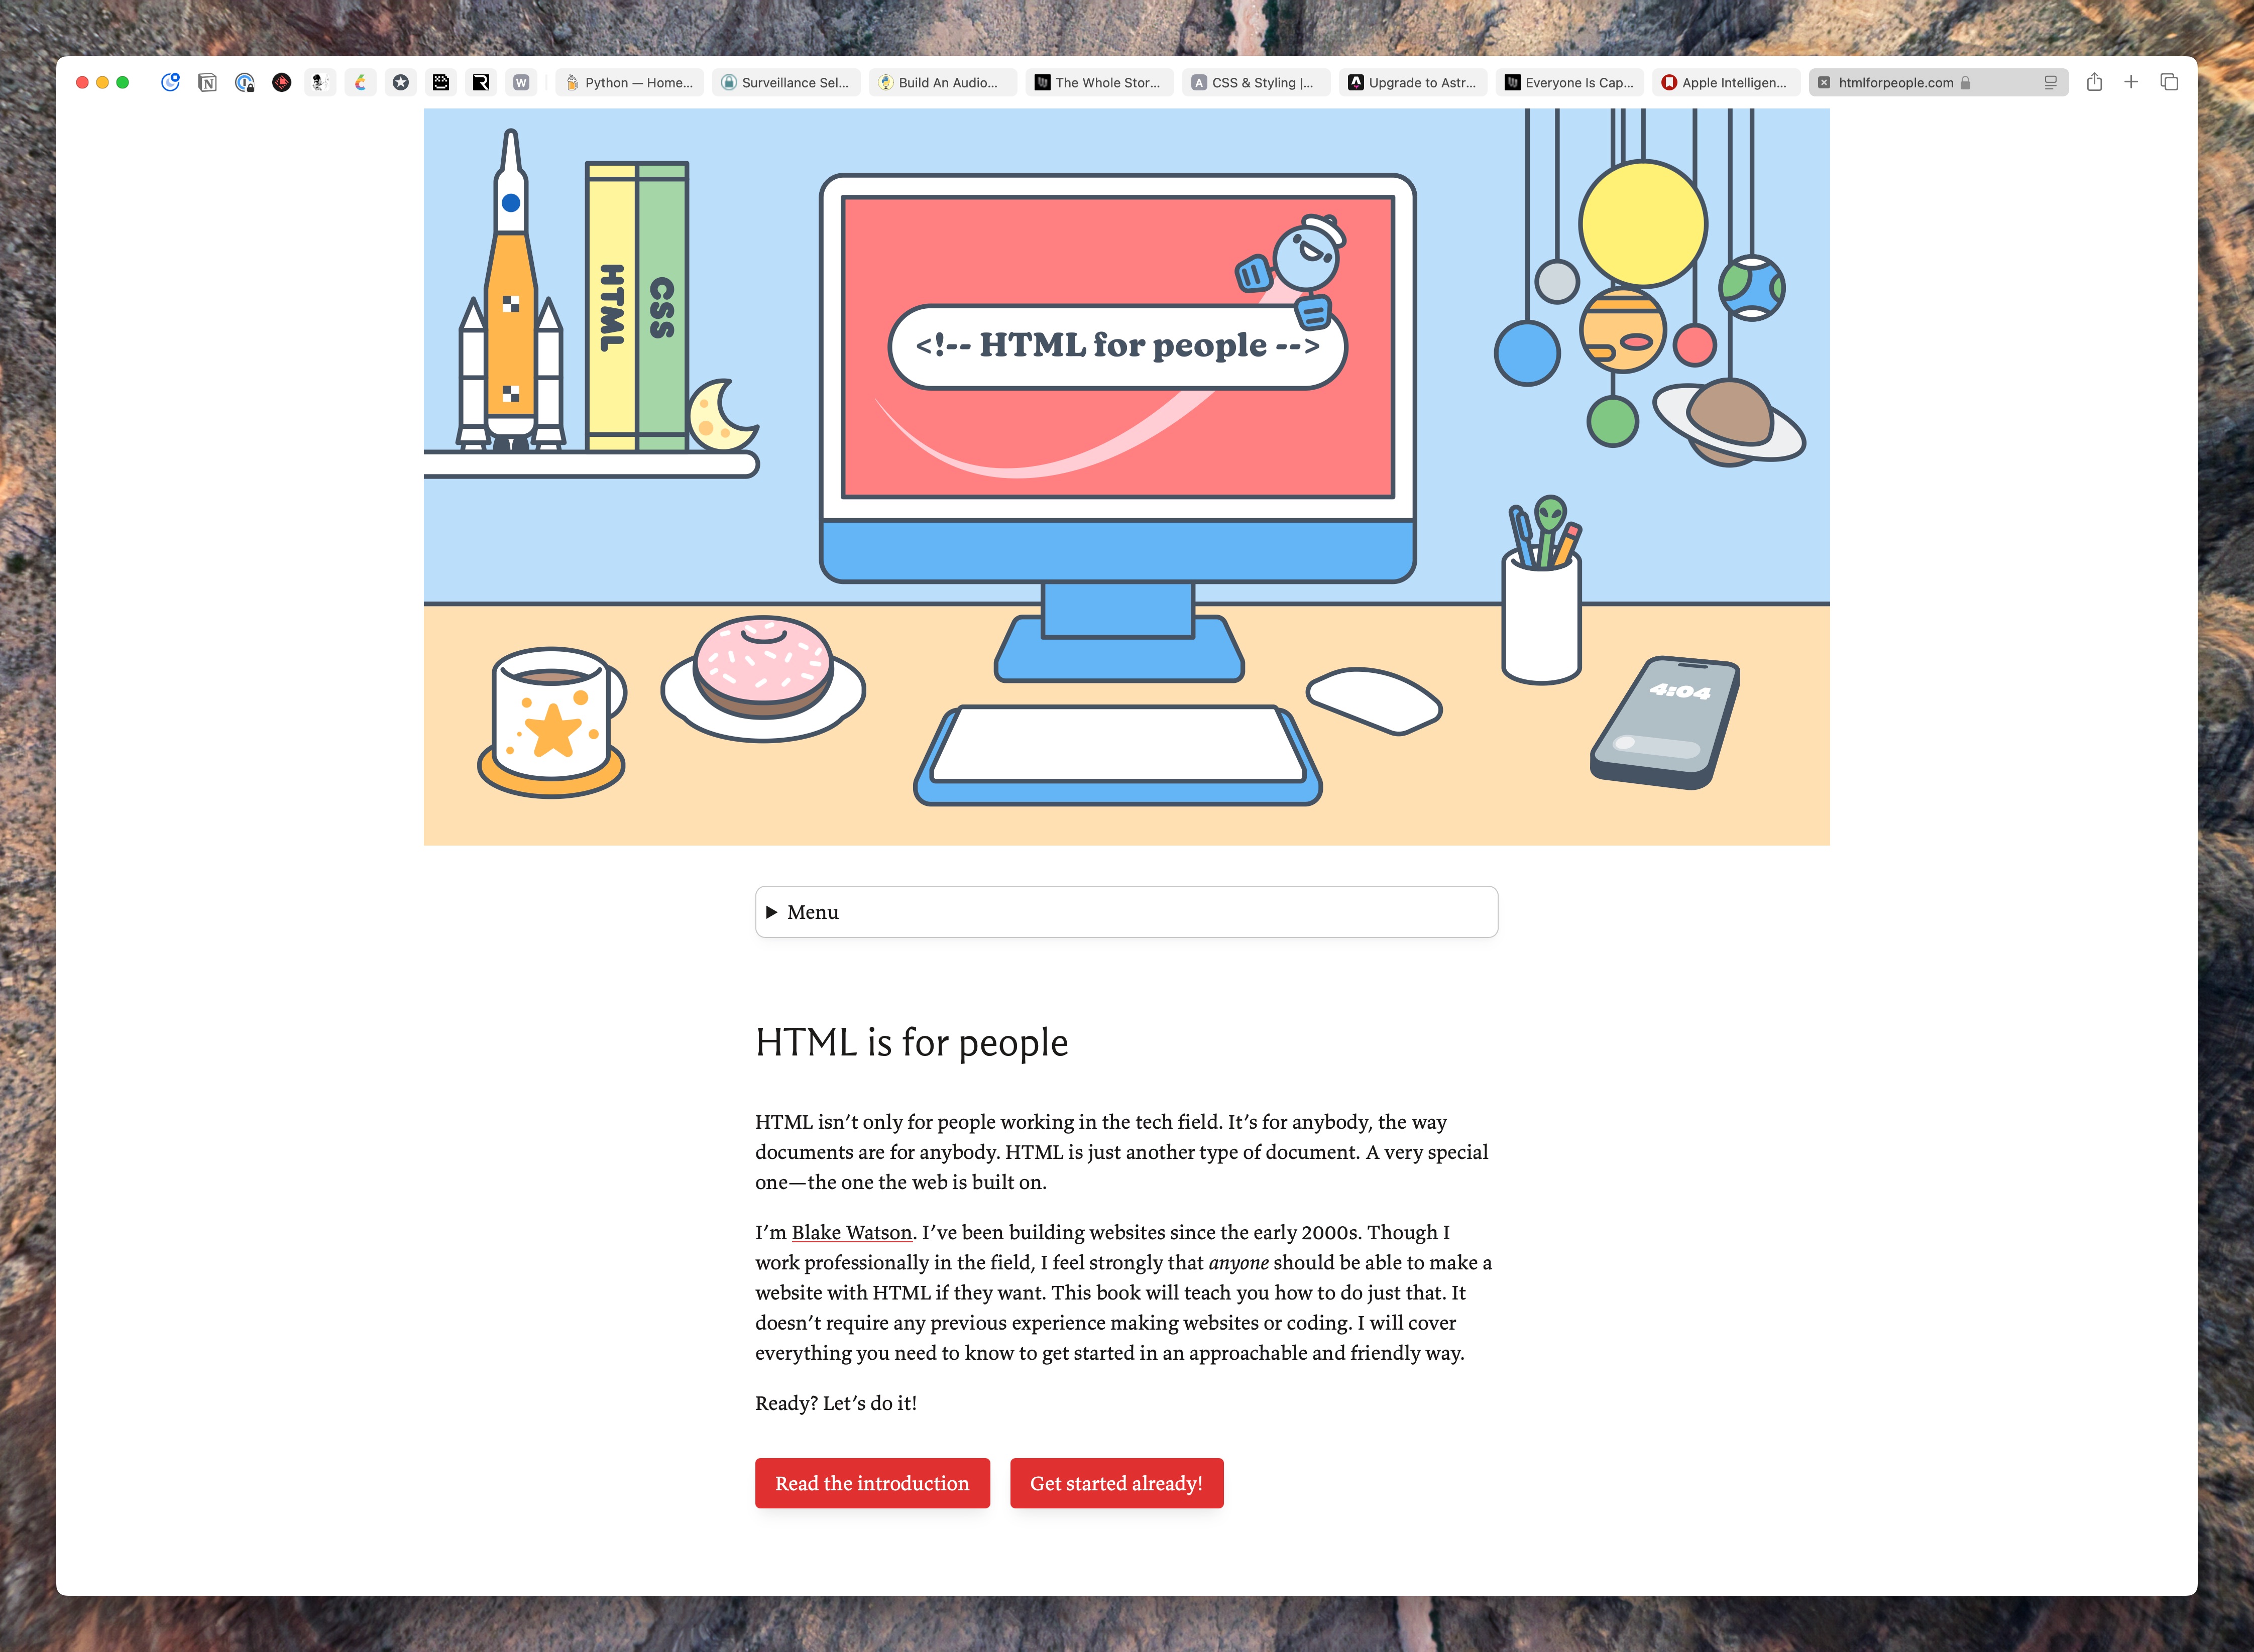 Python — Home...
Surveillance Sel...
Build An Audio...
The Whole Stor...
CSS & Styling |...
Upgrade to Astr...
Everyone Is Cap...
Apple Intelligen...
htmlforpeople.com
HTML
CSS
<!-- HTML for people -->
4:04
Menu
HTML is for people
HTML isn’t only for people working in the tech field. It’s for anybody, the way
documents are for anybody. HTML is just another type of document. A very special
one—the one the web is built on.
I’m Blake Watson. I’ve been building websites since the early 2000s. Though I
work professionally in the field, I feel strongly that anyone should be able to make a
website with HTML if they want. This book will teach you how to do just that. It
doesn’t require any previous experience making websites or coding. I will cover
everything you need to know to get started in an approachable and friendly way.
Ready? Let’s do it!
Read the introduction
Get started already!